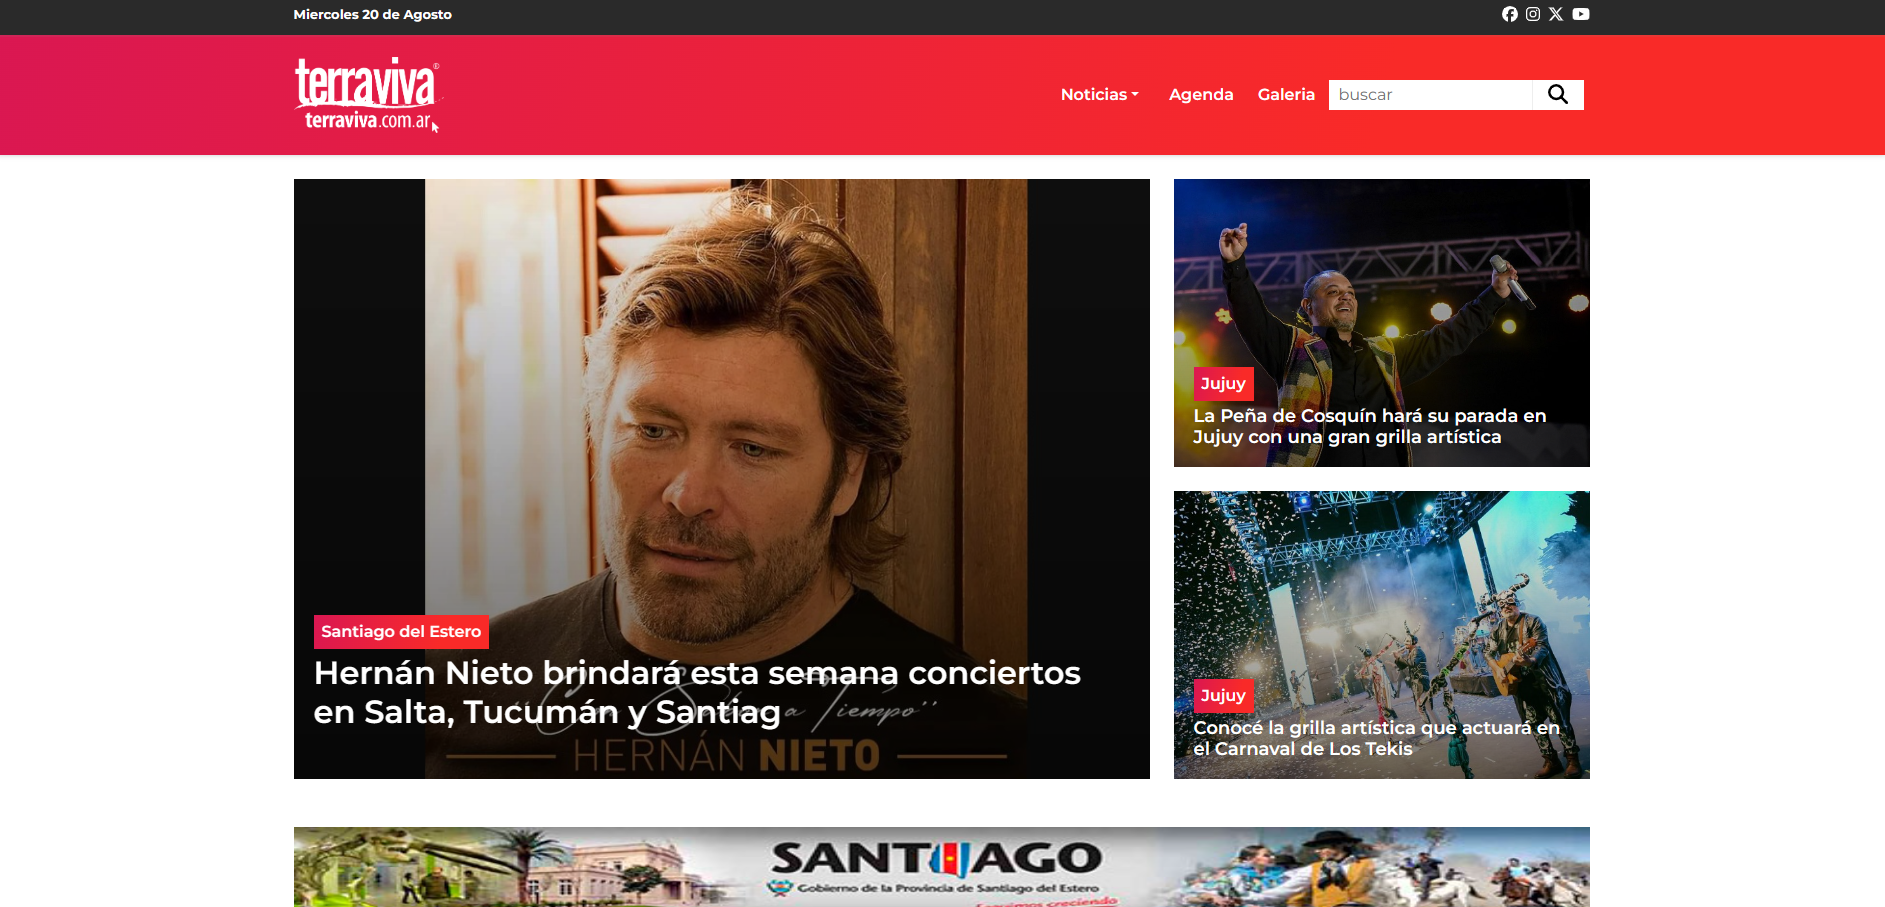 Miercoles 20 de Agosto
terraviva®
terraviva.com.ar
Noticias
Agenda
Galeria
buscar
Santiago del Estero
Hernán Nieto brindará esta semana conciertos
en Salta, Tucumán y Santiag
a Tiempo''
HERNÁN NIETO
Jujuy
La Peña de Cosquín hará su parada en
Jujuy con una gran grilla artística
Jujuy
Conocé la grilla artística que actuará en
el Carnaval de Los Tekis
SANTIAGO
Gobierno de la Provincia de Santiago del Estero
Seguimos creciendo